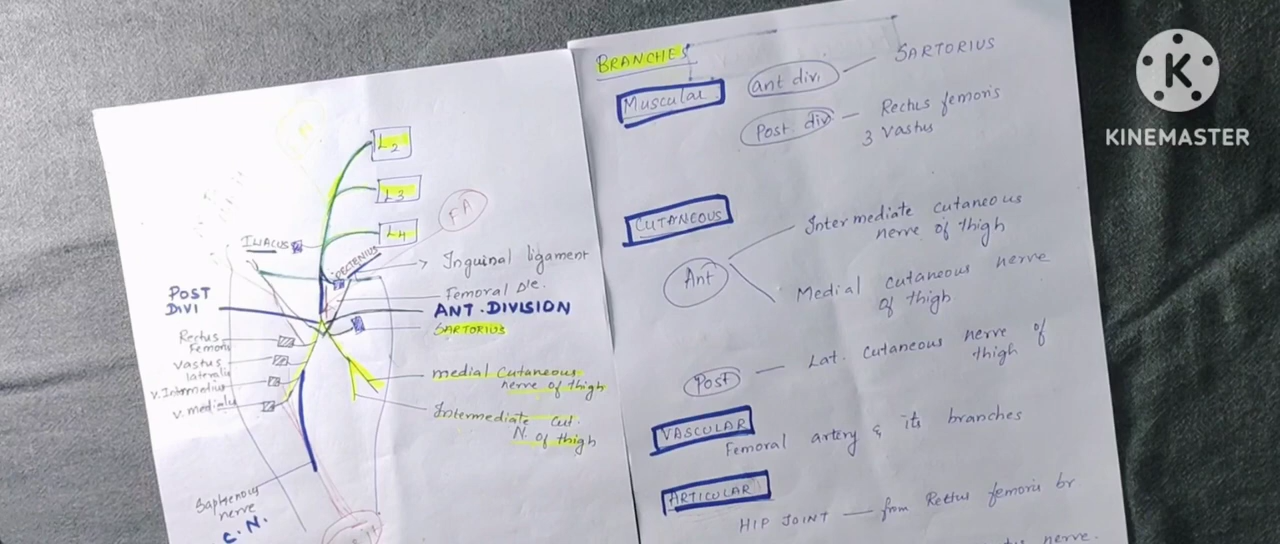 L2
L3
L4
FA
ILIACUS
PECTENIUS
Inguinal ligament
Femoral N'e.
POST
DIVI
ANT. DIVISION
SARTORIUS
Rectus
Femoris
Vastus
lateralis
V. Intermedius
V. medialis
medial cutaneous
nerve of thigh
Intermediate cut.
N. of thigh
Saphenous
nerve
C. N.
BRANCHES
Muscular
ant divi
SARTORIUS
Post div
Rectus femoris
3 vastus
CUTANEOUS
Ant
Intermediate cutaneous
nerve of thigh
Medial cutaneous nerve
of thigh
Post
Lat. cutaneous nerve of
thigh
VASCULAR
Femoral artery & its branches
ARTICULAR
HIP JOINT — from Rectus femoris br
nerve.
K
KINEMASTER